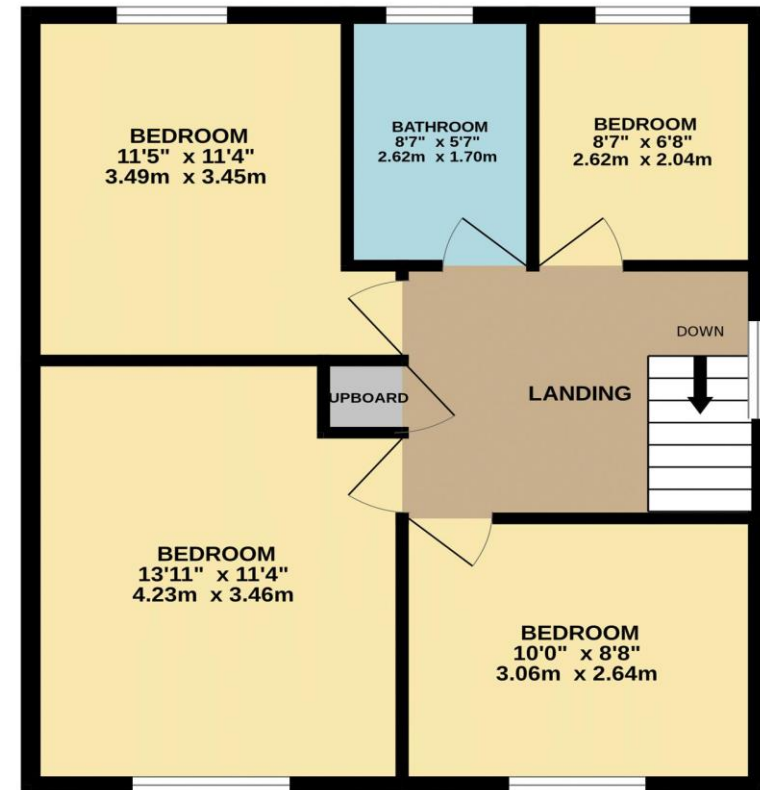 BEDROOM
11'5" x 11'4"
3.49m x 3.45m
BATHROOM
8'7" x 5'7"
2.62m x 1.70m
BEDROOM
8'7" x 6'8"
2.62m x 2.04m
DOWN
UPBOARD
LANDING
BEDROOM
13'11" x 11'4"
4.23m x 3.46m
BEDROOM
10'0" x 8'8"
3.06m x 2.64m